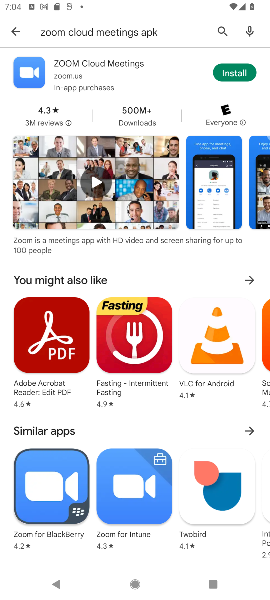 7:04
zoom cloud meetings apk
ZOOM Cloud Meetings
zoom.us
In-app purchases
Install
4.3★
3M reviews
500M+
Downloads
E
Everyone
Zoom is a meetings app with HD video and screen sharing for up to
100 people
You might also like
Adobe Acrobat
Reader: Edit PDF
4.6★
Fasting
Fasting - Intermittent
Fasting
4.9★
VLC for Android
4.1★
Similar apps
Zoom for BlackBerry
4.2★
Zoom for Intune
4.3★
Twobird
4.1★